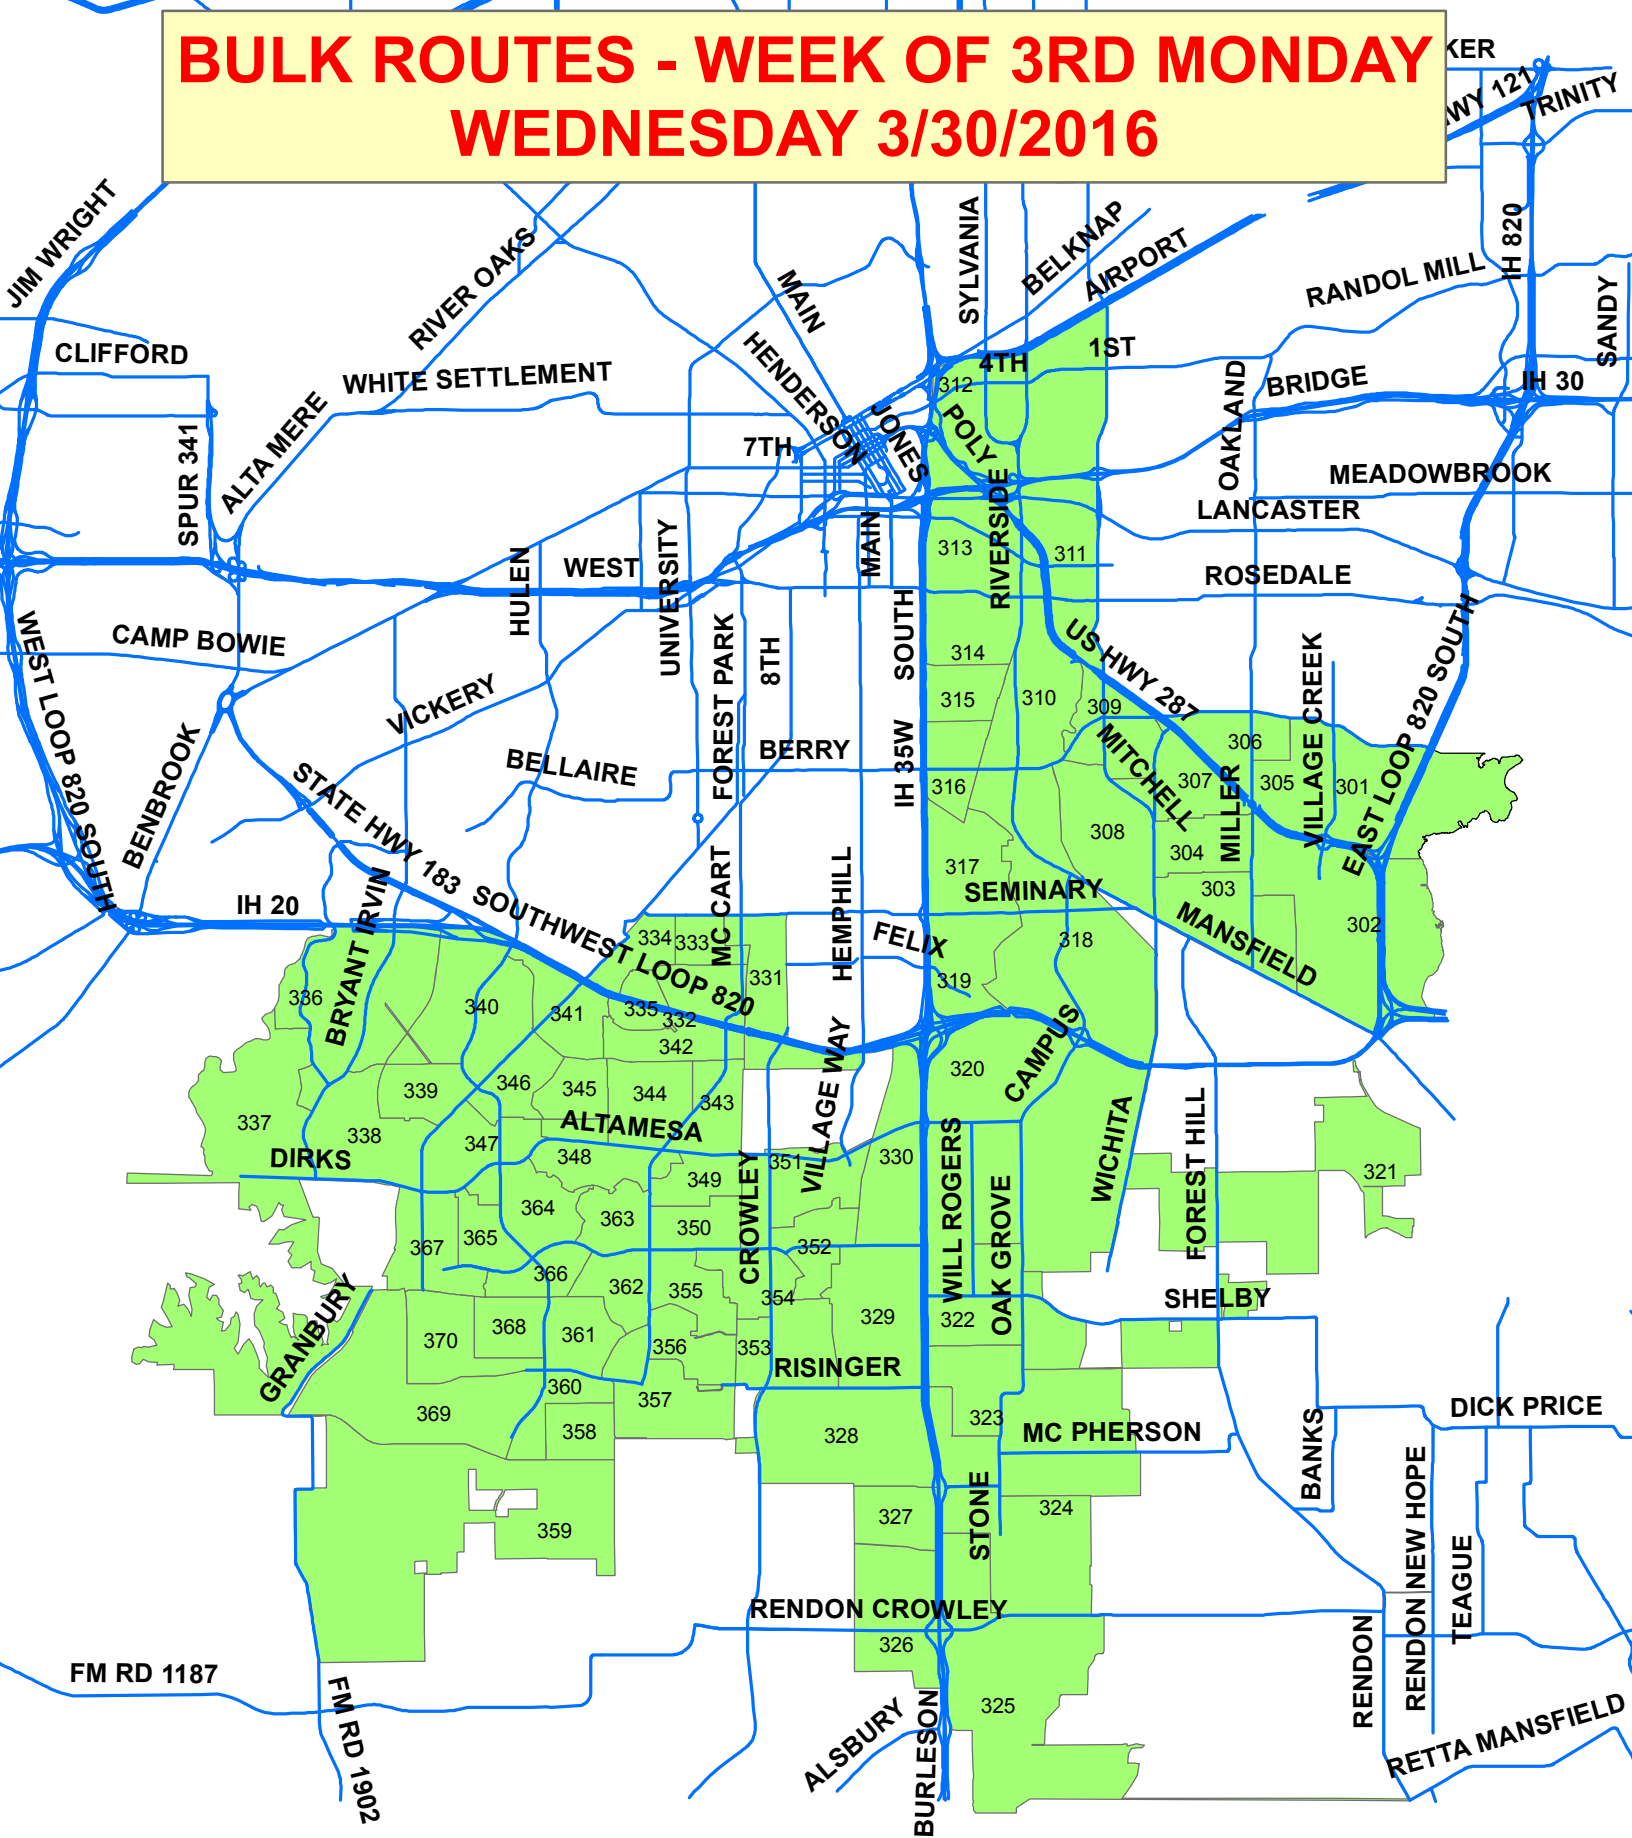 BULK ROUTES - WEEK OF 3RD MONDAY
WEDNESDAY 3/30/2016
KER
WY 121
TRINITY
JIM WRIGHT
RIVER OAKS
MAIN
SYLVANIA
BELKNAP
AIRPORT
RANDOL MILL
IH 820
SANDY
CLIFFORD
WHITE SETTLEMENT
HENDERSON
4TH
1ST
312
OAKLAND
BRIDGE
IH 30
SPUR 341
ALTA MERE
7TH
JONES
POLY
MEADOWBROOK
LANCASTER
RIVERSIDE
UNIVERSITY
MAIN
313
311
HULEN
WEST
ROSEDALE
WEST LOOP 820 SOUTH
CAMP BOWIE
FOREST PARK
8TH
SOUTH
314
US HWY 287
VILLAGE CREEK
EAST LOOP 820 SOUTH
VICKERY
315
310
309
BENBROOK
BELLAIRE
BERRY
IH 35W
316
MITCHELL
306
307
305
301
STATE HWY 183
MILLER
308
304
317
SEMINARY
303
MANSFIELD
302
IH 20
BRYANT IRVIN
SOUTHWEST LOOP 820
MC CART
HEMPHILL
FELIX
334
333
318
331
319
336
340
341
335
332
CAMPUS
342
VILLAGE WAY
320
339
346
345
344
343
WICHITA
FOREST HILL
337
338
347
ALTAMESA
DIRKS
348
351
330
WILL ROGERS
321
349
CROWLEY
OAK GROVE
364
363
350
367
365
352
366
362
355
354
SHELBY
GRANBURY
370
368
361
356
353
329
322
RISINGER
360
357
369
358
328
323
MC PHERSON
DICK PRICE
BANKS
RENDON NEW HOPE
359
327
STONE
324
TEAGUE
RENDON CROWLEY
326
RENDON
FM RD 1187
FM RD 1902
ALSBURY
BURLESON
325
RETTA MANSFIELD